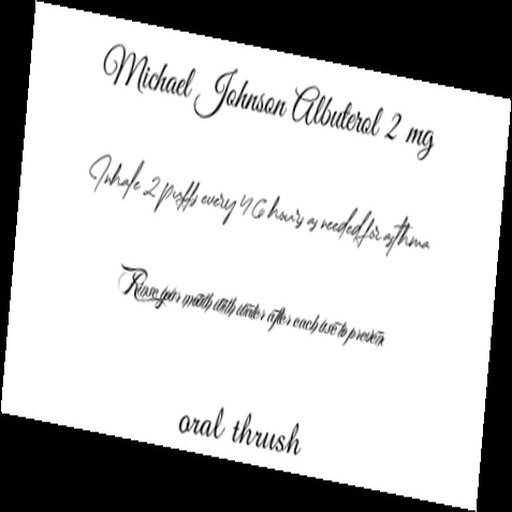 Michael Johnson Albuterol 2 mg
Inhale 2 puffs every 4 6 hours as needed for asthma
Rinse your mouth with water after each use to prevent
oral thrush